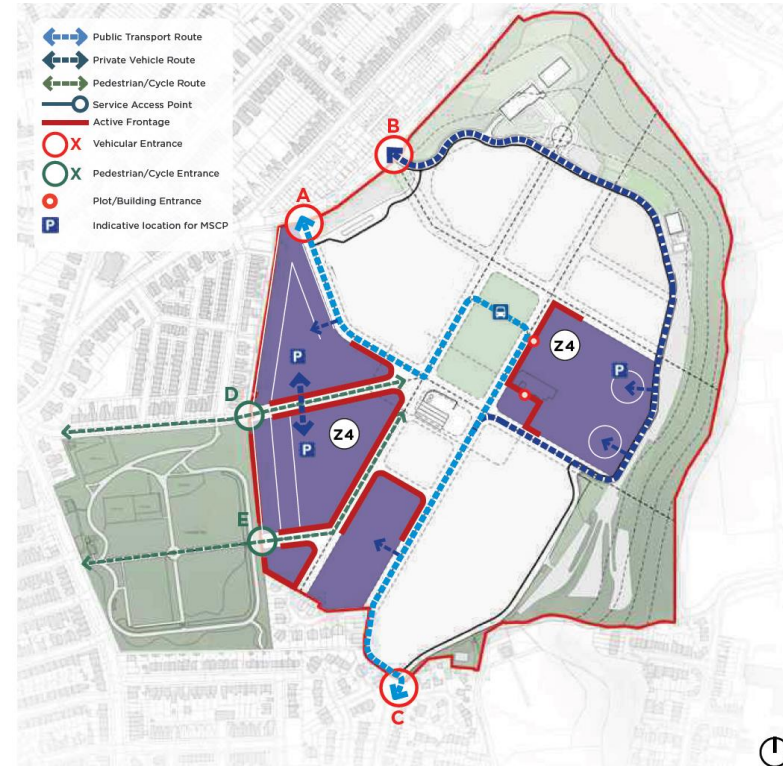 Public Transport Route
Private Vehicle Route
Pedestrian/Cycle Route
Service Access Point
Active Frontage
X Vehicular Entrance
X Pedestrian/Cycle Entrance
Plot/Building Entrance
P Indicative location for MSCP
B
A
Z4
P
P
D
Z4
P
E
C